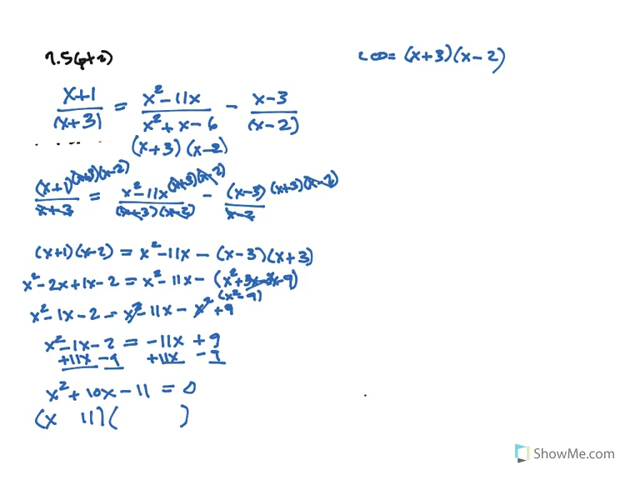 7.5(pt 2)
LCD = (x+3)(x-2)
x+1/(x+3) = x²-11x/x²+x-6 - x-3/(x-2)
(x+3)(x-2)
(x+1)(x+3)(x-2)/x+3 = x²-11x(x+3)(x-2)/(x+3)(x-2) - (x-3)(x+3)(x-2)/x-2
(x+1)(x-2) = x²-11x-(x-3)(x+3)
x²-2x+1x-2 = x²-11x-(x²+3x-3x-9)
(x²-9)
x²-1x-2 = x²-11x-x²+9
x²-1x-2 = -11x+9
+11x-9 +11x-9
x²+10x-11=0
(x 11)( )
ShowMe.com